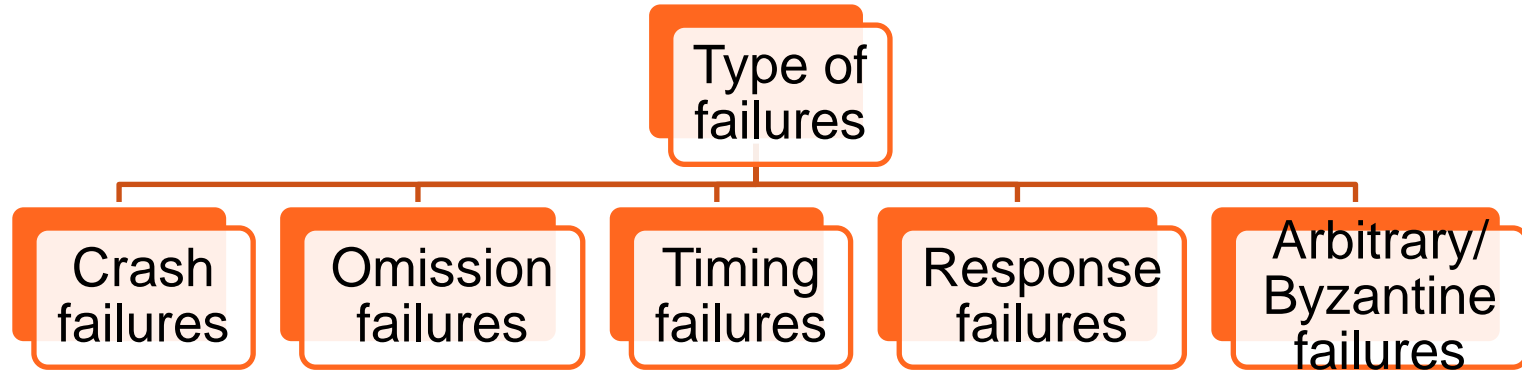 Type of
failures
Crash
failures
Omission
failures
Timing
failures
Response
failures
Arbitrary/
Byzantine
failures